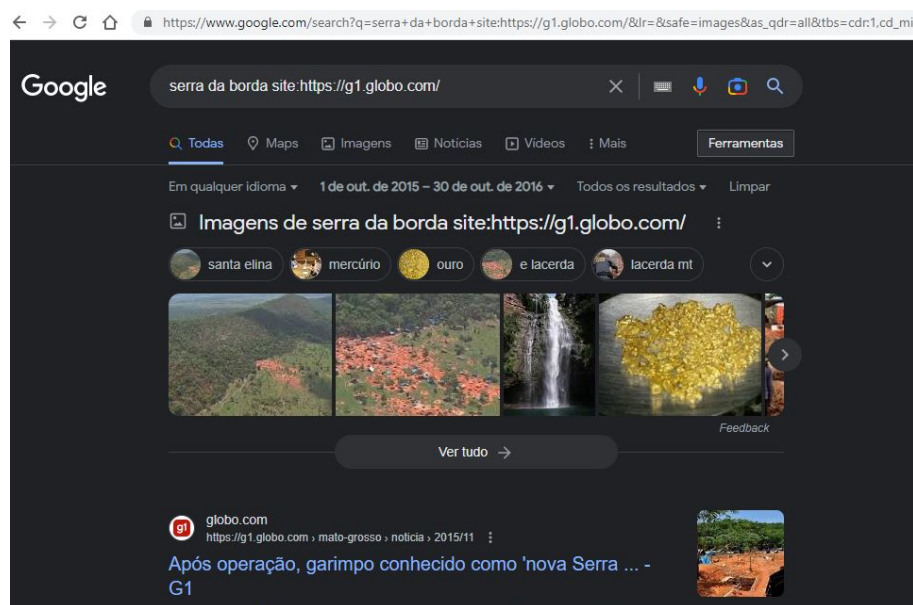 https://www.google.com/search?q=serra+da+borda+site:https://g1.globo.com/&lr=&safe=images&as_qdr=all&tbs=cdr:1,cd_mi
Google
serra da borda site:https://g1.globo.com/
Todas Maps Imagens Notícias Vídeos Mais Ferramentas
Em qualquer idioma 1 de out. de 2015 – 30 de out. de 2016 Todos os resultados Limpar
Imagens de serra da borda site:https://g1.globo.com/
santa elina mercúrio ouro e lacerda lacerda mt
Feedback
Ver tudo →
g1
globo.com
https://g1.globo.com › mato-grosso › noticia › 2015/11
Após operação, garimpo conhecido como 'nova Serra ... -
G1